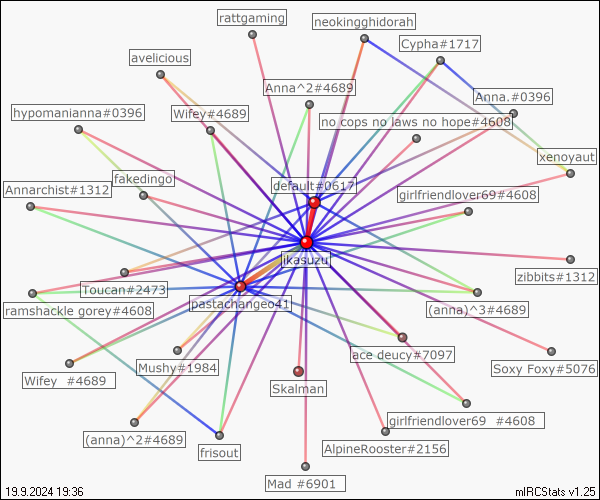 rattgaming
neokingghidorah
Cypha#1717
avelicious
Anna^2#4689
Anna.#0396
hypomanianna#0396
Wifey#4689
no cops no laws no hope#4608
xenoyaut
fakedingo
default#0617
Annarchist#1312
girlfriendlover69#4608
ikasuzu
zibbits#1312
Toucan#2473
pastachangeo41
ramshackle gorey#4608
(anna)^3#4689
Mushy#1984
ace deucy#7097
Soxy Foxy#5076
Wifey #4689
Skalman
girlfriendlover69 #4608
(anna)^2#4689
frisout
AlpineRooster#2156
Mad #6901
19.9.2024 19:36
mIRCStats v1.25